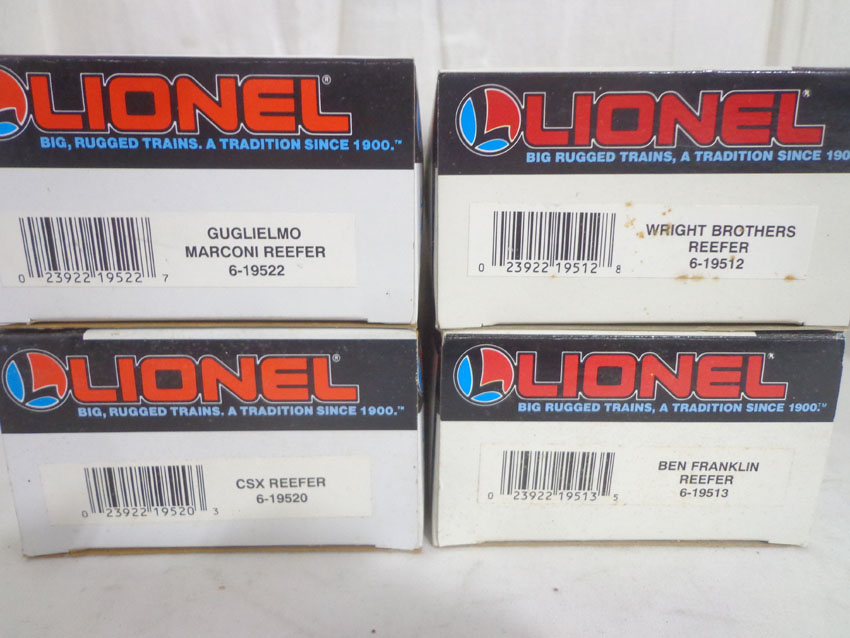 LIONEL®
BIG, RUGGED TRAINS. A TRADITION SINCE 1900.™
GUGLIELMO
MARCONI REEFER
6-19522
0 23922 19522 7
LIONEL®
BIG RUGGED TRAINS, A TRADITION SINCE 190
WRIGHT BROTHERS
REEFER
6-19512
0 23922 19512 8
LIONEL®
BIG, RUGGED TRAINS. A TRADITION SINCE 1900.™
CSX REEFER
6-19520
0 23922 19520 3
LIONEL®
BIG RUGGED TRAINS, A TRADITION SINCE 1900.™
BEN FRANKLIN
REEFER
6-19513
0 23922 19513 5